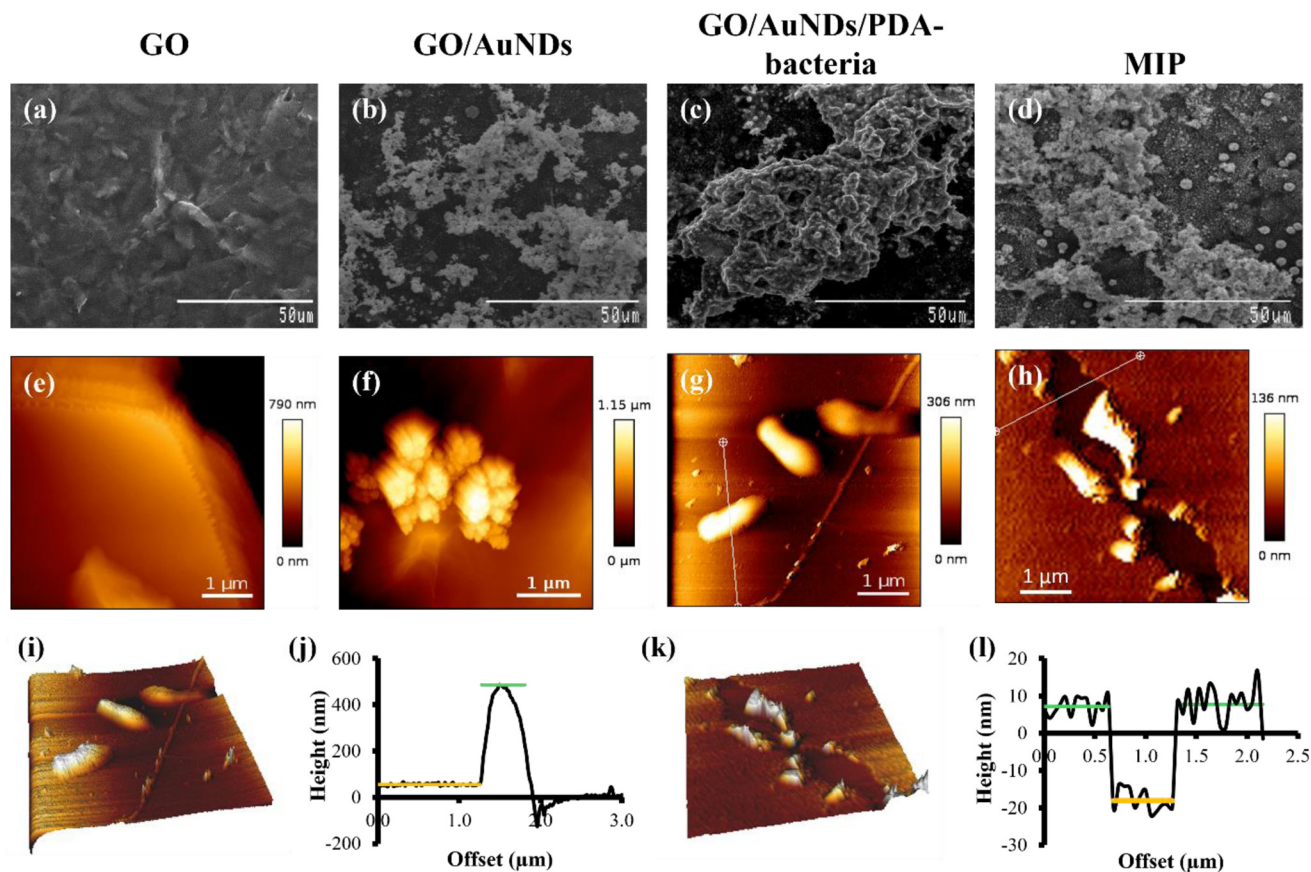 GO
GO/AuNDs
GO/AuNDs/PDA-
bacteria
MIP
(a)
50um
(b)
50um
(c)
50um
(d)
50um
(e)
1 μm
790 nm
0 nm
(f)
1 μm
1.15 μm
0 μm
(g)
1 μm
306 nm
0 nm
(h)
1 μm
136 nm
0 nm
(i)
(j)
Height (nm)
600
400
200
0
-200
0.0
1.0
2.0
3.0
Offset (μm)
(k)
(l)
Height (nm)
20
10
0
-10
-20
-30
0.0
0.5
1.0
1.5
2.0
2.5
Offset (μm)